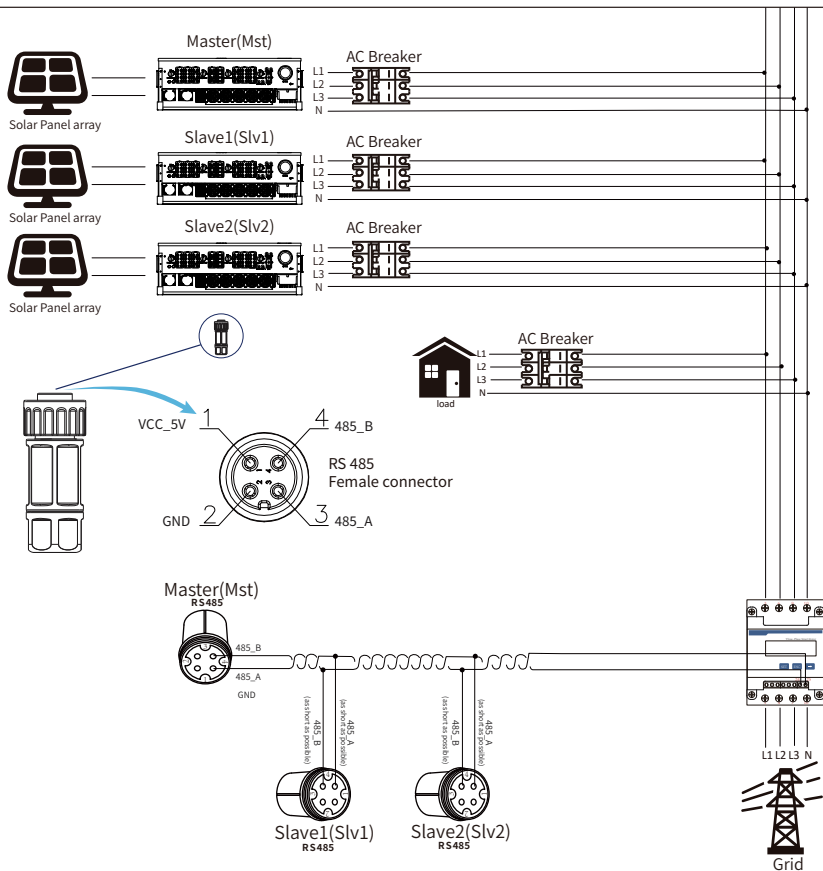 Master(Mst)
AC Breaker
L1
L2
L3
N
Solar Panel array
Slave1(Slv1)
AC Breaker
L1
L2
L3
N
Solar Panel array
Slave2(Slv2)
AC Breaker
L1
L2
L3
N
Solar Panel array
AC Breaker
L1
L2
L3
N
load
VCC_5V
1
4
485_B
1
4
2
3
RS 485
Female connector
GND
2
3
485_A
Master(Mst)
RS485
485_B
485_A
GND
485_B
(as short as possible)
485_A
(as short as possible)
485_B
(as short as possible)
485_A
(as short as possible)
Slave1(Slv1)
RS485
Slave2(Slv2)
RS485
L1 L2 L3 N
Grid